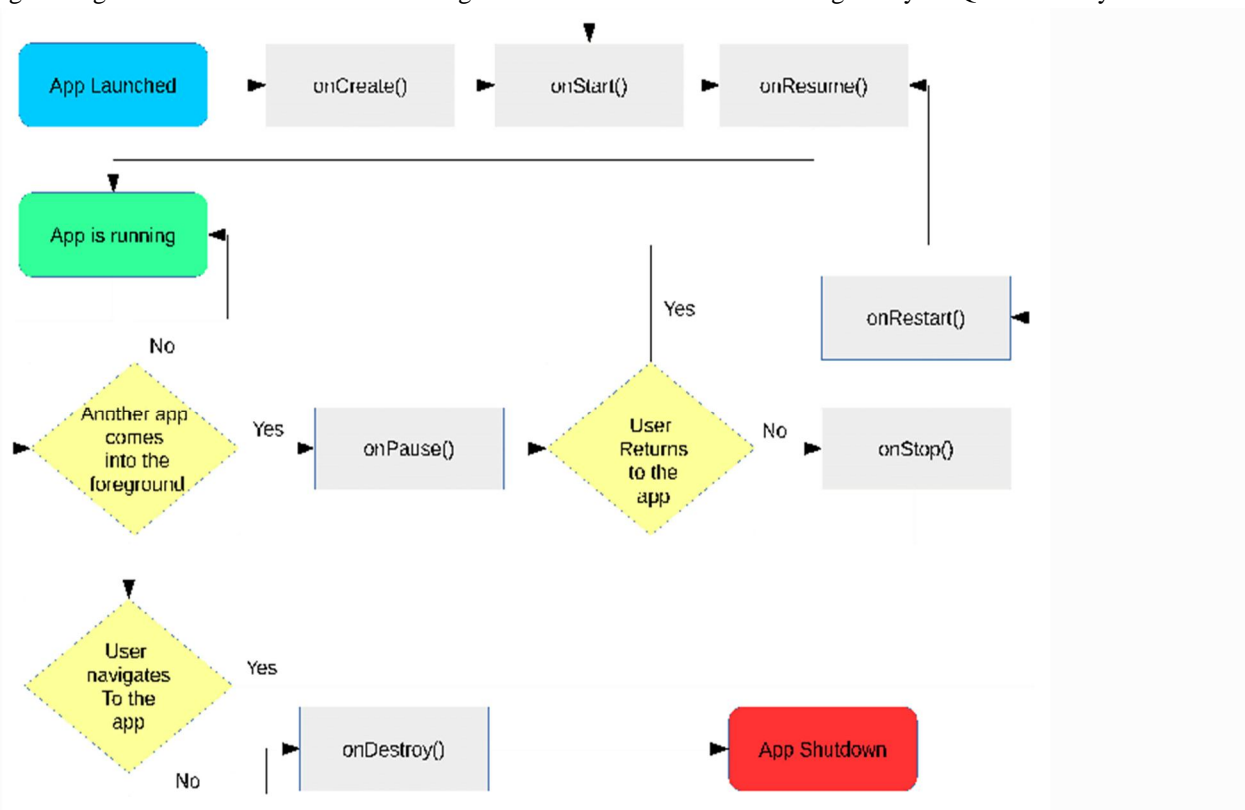 App Launched
onCreate()
onStart()
onResume()
App is running
Yes
onRestart()
No
Another app
comes
into the
foreground
Yes
onPause()
User
Returns
to the
app
No
onStop()
User
navigates
To the
app
Yes
No
onDestroy()
App Shutdown